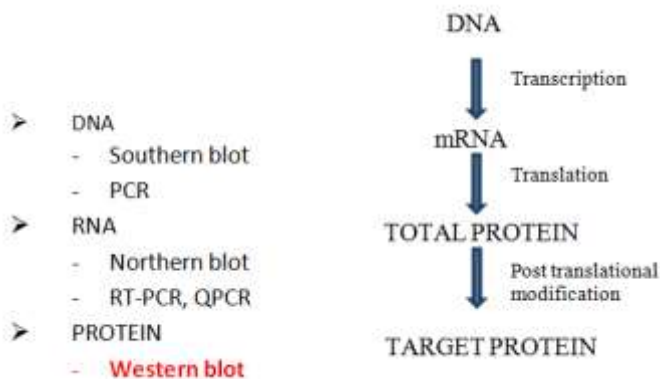 ➢ DNA
- Southern blot
- PCR
➢ RNA
- Northern blot
- RT-PCR, QPCR
➢ PROTEIN
- Western blot
DNA
Transcription
mRNA
Translation
TOTAL PROTEIN
Post translational
modification
TARGET PROTEIN